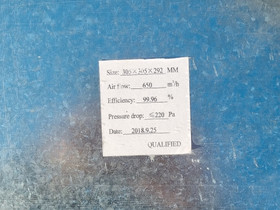 Size: 305×305×292 MM
Air flow: 650 m³/h
Efficiency: 99.96 %
Pressure drop: ≤220 Pa
Date: 2018.9.25
QUALIFIED